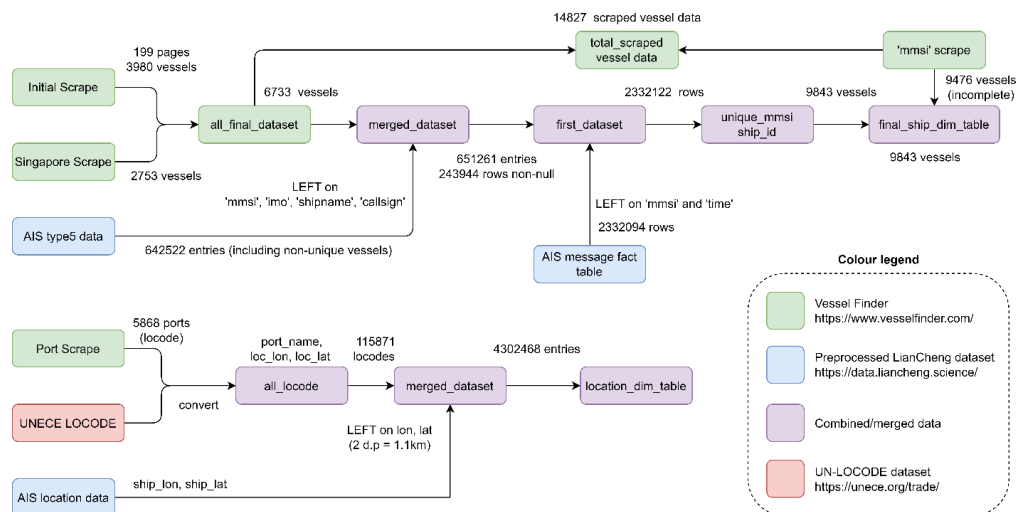 14827  scraped vessel data
199 pages
3980 vessels
total_scraped
vessel data
'mmsi' scrape
Initial Scrape
6733  vessels
2332122  rows
9843 vessels
9476 vessels
(incomplete)
all_final_dataset
merged_dataset
first_dataset
unique_mmsi
ship_id
final_ship_dim_table
Singapore Scrape
2753 vessels
651261 entries
243944 rows non-null
9843 vessels
LEFT on
'mmsi', 'imo', 'shipname', 'callsign'
LEFT on 'mmsi' and 'time'
2332094 rows
AIS type5 data
642522 entries (including non-unique vessels)
AIS message fact
table
Colour legend
Vessel Finder
https://www.vesselfinder.com/
Preprocessed LianCheng dataset
https://data.liancheng.science/
Combined/merged data
UN-LOCODE dataset
https://unece.org/trade/
5868 ports
(locode)
port_name,
loc_lon, loc_lat
115871
locodes
4302468 entries
Port Scrape
all_locode
merged_dataset
location_dim_table
convert
UNECE LOCODE
LEFT on lon, lat
(2 d.p = 1.1km)
ship_lon, ship_lat
AIS location data